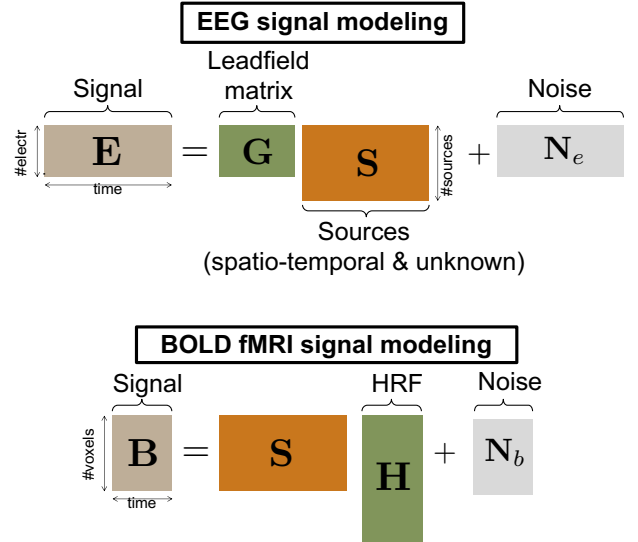 EEG signal modeling
Leadfield
matrix
Signal
Noise
#electr
E = G S + N_e
#sources
time
Sources
(spatio-temporal & unknown)
BOLD fMRI signal modeling
Signal
HRF
Noise
#voxels
B = S H + N_b
time